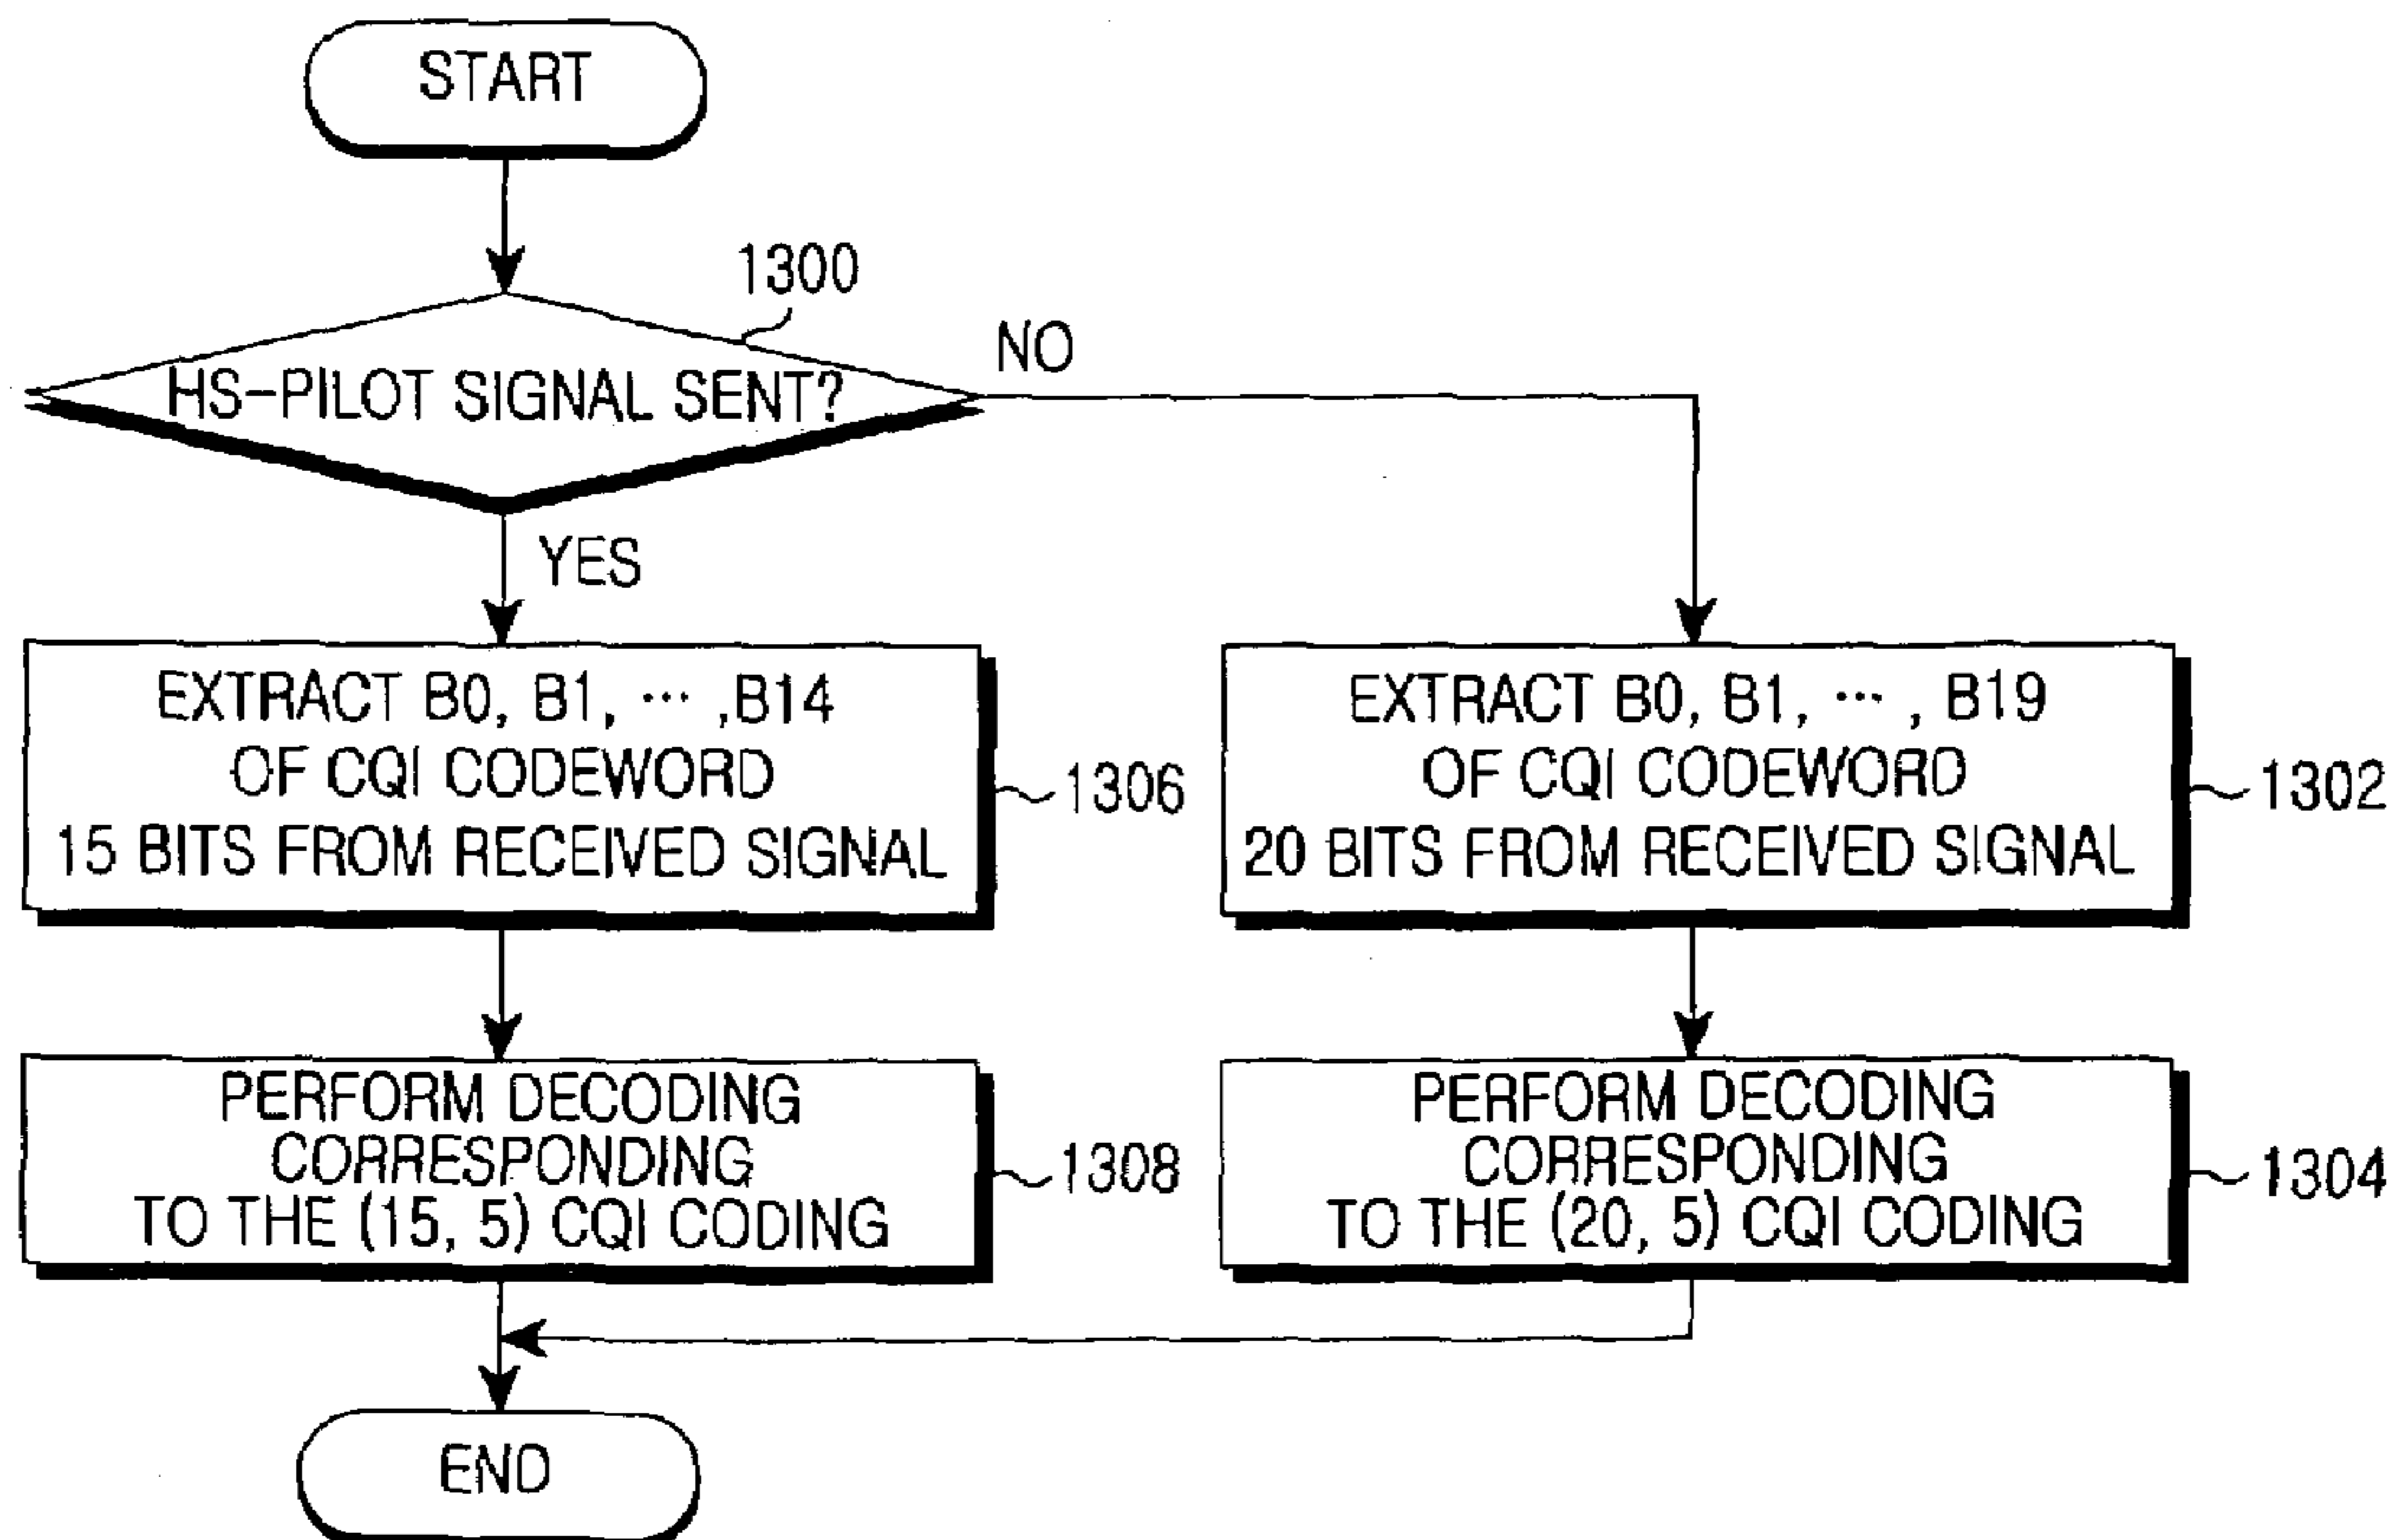 START
1300
HS-PILOT SIGNAL SENT?
NO
YES
EXTRACT B0, B1, ··· ,B14
OF CQI CODEWORD
15 BITS FROM RECEIVED SIGNAL
1306
EXTRACT B0, B1, ··· , B19
OF CQI CODEWORD
20 BITS FROM RECEIVED SIGNAL
1302
PERFORM DECODING
CORRESPONDING
TO THE (15, 5) CQI CODING
1308
PERFORM DECODING
CORRESPONDING
TO THE (20, 5) CQI CODING
1304
END